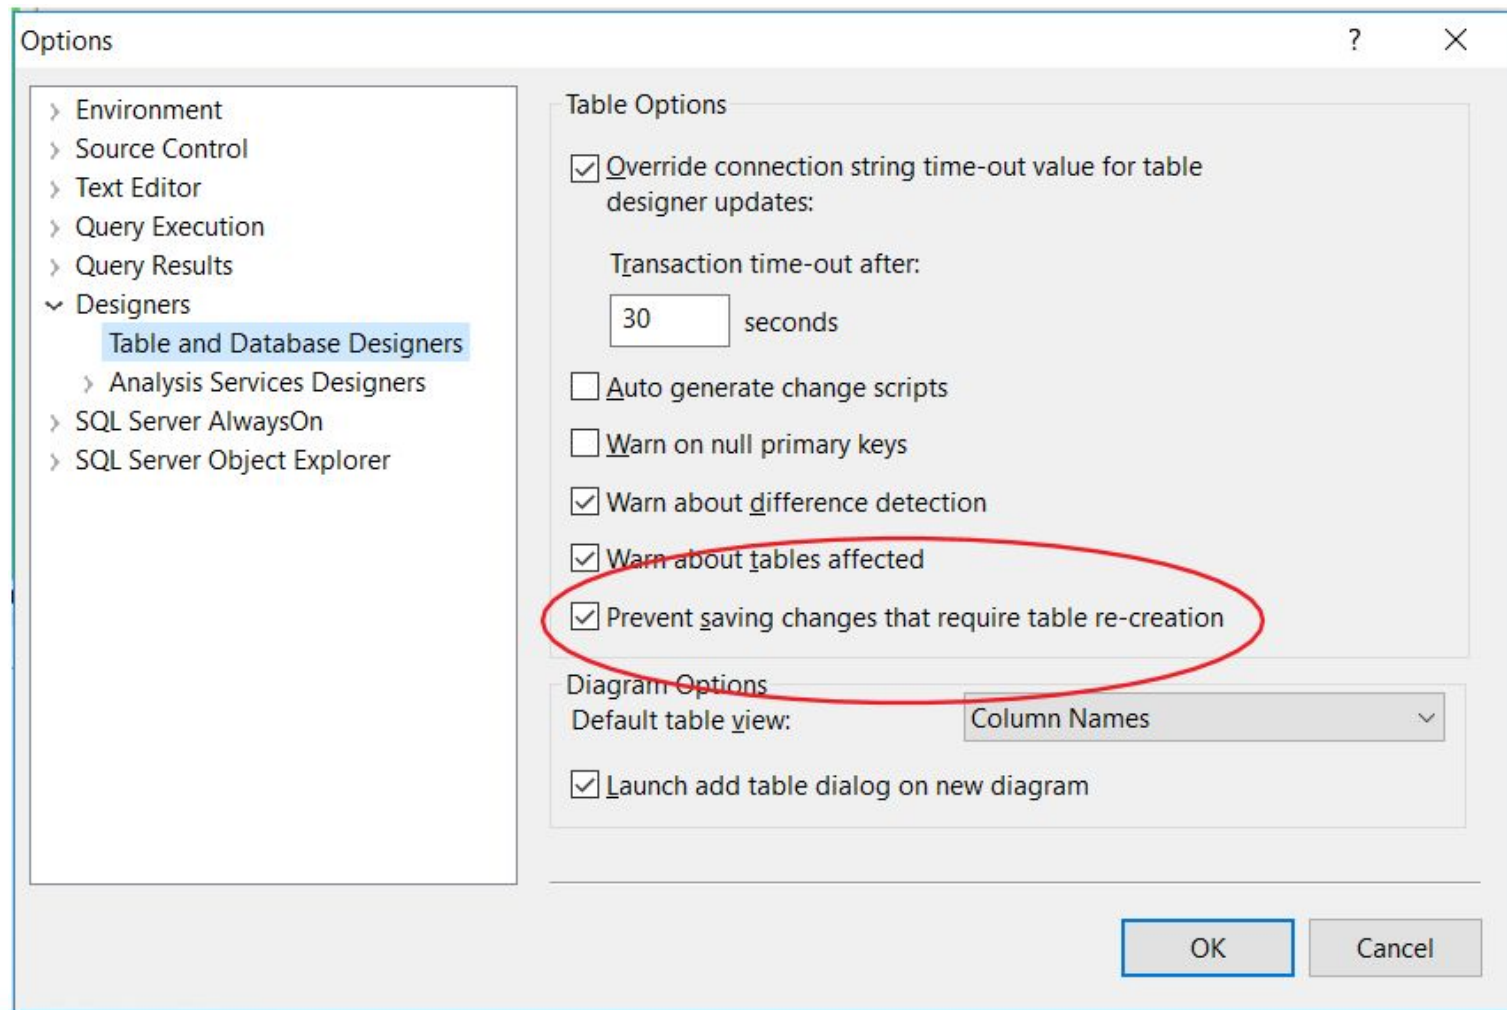 Options
?
Environment
Source Control
Text Editor
Query Execution
Query Results
Designers
Table and Database Designers
Analysis Services Designers
SQL Server AlwaysOn
SQL Server Object Explorer
Table Options
Override connection string time-out value for table
designer updates:
Transaction time-out after:
30 seconds
Auto generate change scripts
Warn on null primary keys
Warn about difference detection
Warn about tables affected
Prevent saving changes that require table re-creation
Diagram Options
Default table view: Column Names
Launch add table dialog on new diagram
OK Cancel